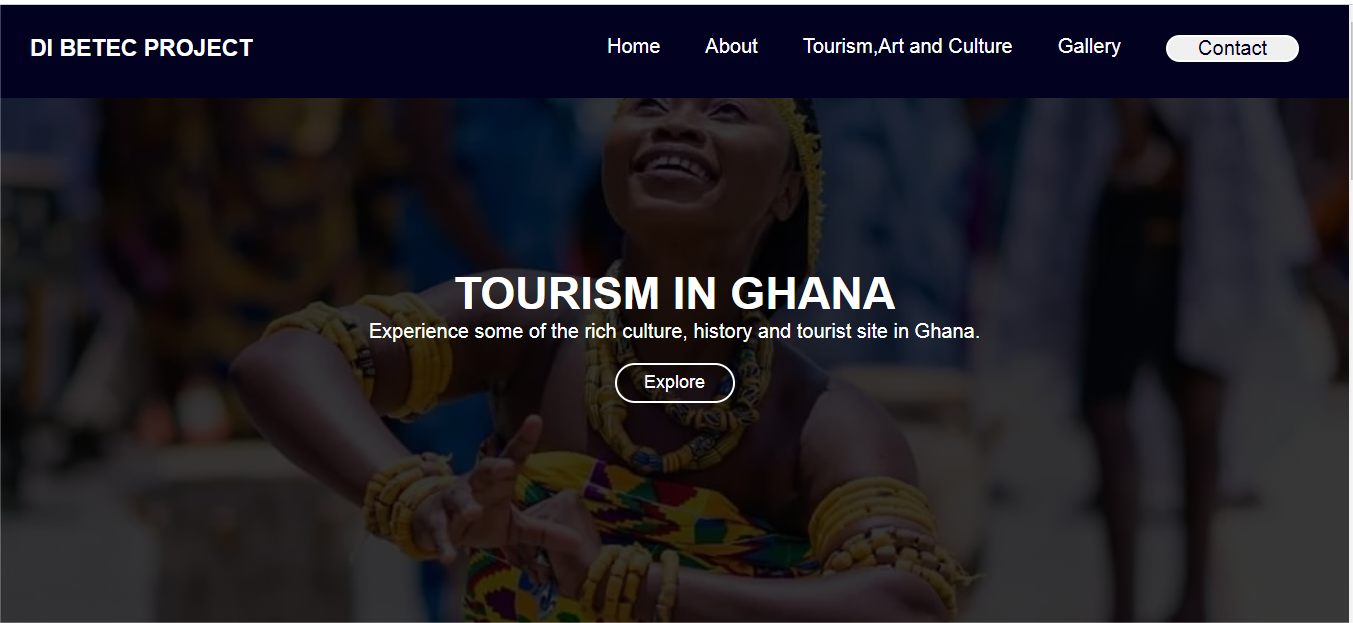 DI BETEC PROJECT
Home About Tourism,Art and Culture Gallery Contact
TOURISM IN GHANA
Experience some of the rich culture, history and tourist site in Ghana.
Explore